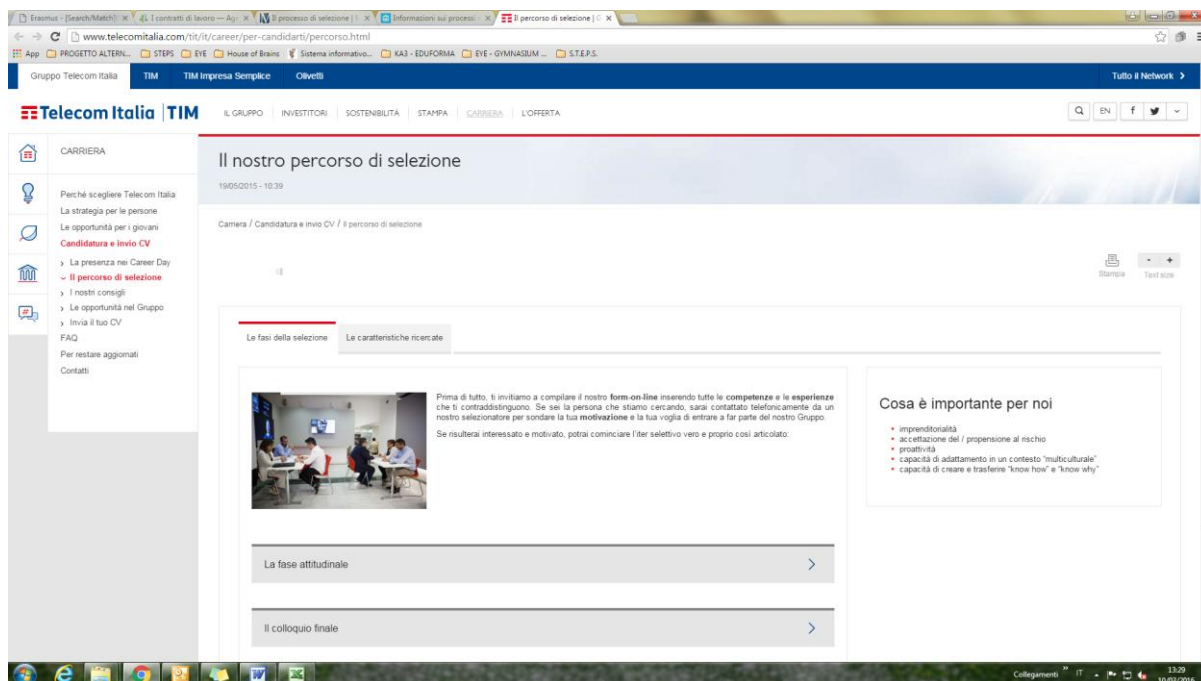 Erasmus - [Search/Match]
I contratti di lavoro — Ag
Il processo di selezione |
Informazioni sui processi
Il percorso di selezione |
www.telecomitalia.com/tit/it/career/per-candidarti/percorso.html
App PROGETTO ALTERN... STEPS EYE House of Brains Sistema informativo... KA3 - EDUFORMA EYE - GYMNASIUM ... S.T.E.P.S.
Gruppo Telecom Italia TIM TIM Impresa Semplice Olivetti Tutto il Network >
Telecom Italia | TIM
IL GRUPPO INVESTITORI SOSTENIBILITÀ STAMPA CARRIERA L'OFFERTA
EN
CARRIERA
Perché scegliere Telecom Italia
La strategia per le persone
Le opportunità per i giovani
Candidatura e invio CV
La presenza nei Career Day
Il percorso di selezione
I nostri consigli
Le opportunità nel Gruppo
Invia il tuo CV
FAQ
Per restare aggiornati
Contatti
Il nostro percorso di selezione
19/05/2015 - 10:39
Carriera / Candidatura e invio CV / Il percorso di selezione
Stampa
- +
Text size
Le fasi della selezione
Le caratteristiche ricercate
Prima di tutto, ti invitiamo a compilare il nostro form-on-line inserendo tutte le competenze e le esperienze
che ti contraddistinguono. Se sei la persona che stiamo cercando, sarai contattato telefonicamente da un
nostro selezionatore per sondare la tua motivazione e la tua voglia di entrare a far parte del nostro Gruppo.
Se risulterai interessato e motivato, potrai cominciare l'iter selettivo vero e proprio così articolato:
La fase attitudinale
Il colloquio finale
Cosa è importante per noi
imprenditorialità
accettazione del / propensione al rischio
proattività
capacità di adattamento in un contesto "multiculturale"
capacità di creare e trasferire "know how" e "know why"
Collegamenti » IT
13:29
10/03/2016